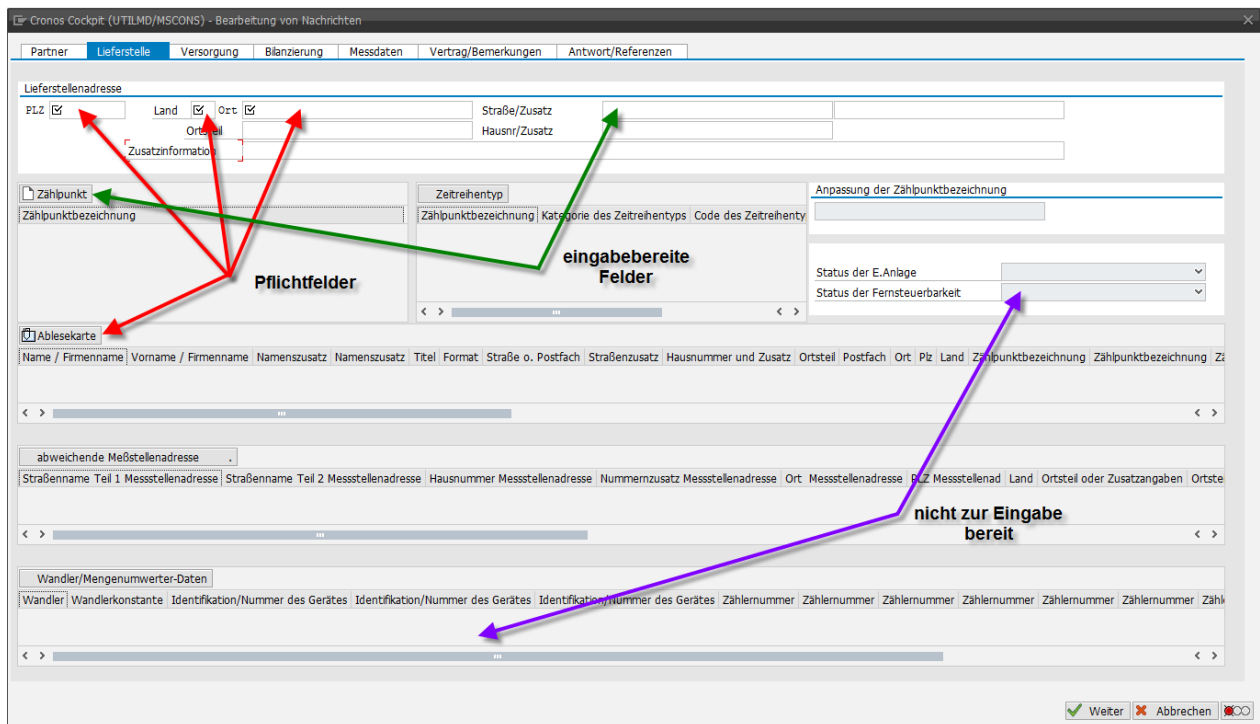 Cronos Cockpit (UTILMD/MSCONS) - Bearbeitung von Nachrichten
Partner Lieferstelle Versorgung Bilanzierung Messdaten Vertrag/Bemerkungen Antwort/Referenzen
Lieferstellenadresse
PLZ Land Ort Straße/Zusatz
Ortsteil Hausnr/Zusatz
Zusatzinformation
Zählpunkt
Zählpunktbezeichnung
Zeitreihentyp
Zählpunktbezeichnung Kategorie des Zeitreihentyps Code des Zeitreihenty
Anpassung der Zählpunktbezeichnung
eingabebereite
Felder
Pflichtfelder
Status der E.Anlage
Status der Fernsteuerbarkeit
Ablesekarte
Name / Firmenname Vorname / Firmenname Namenszusatz Namenszusatz Titel Format Straße o. Postfach Straßenzusatz Hausnummer und Zusatz Ortsteil Postfach Ort Plz Land Zählpunktbezeichnung Zählpunktbezeichnung Zä
abweichende Meßstellenadresse .
Straßenname Teil 1 Messstellenadresse Straßenname Teil 2 Messstellenadresse Hausnummer Messstellenadresse Nummernzusatz Messstellenadresse Ort Messstellenadresse PLZ Messstellenad Land Ortsteil oder Zusatzangaben Ortste
nicht zur Eingabe
bereit
Wandler/Mengenumwerter-Daten
Wandler Wandlerkonstante Identifikation/Nummer des Gerätes Identifikation/Nummer des Gerätes Identifikation/Nummer des Gerätes Zählernummer Zählernummer Zählernummer Zählernummer Zählernummer Zählernummer Zähl
Weiter Abbrechen